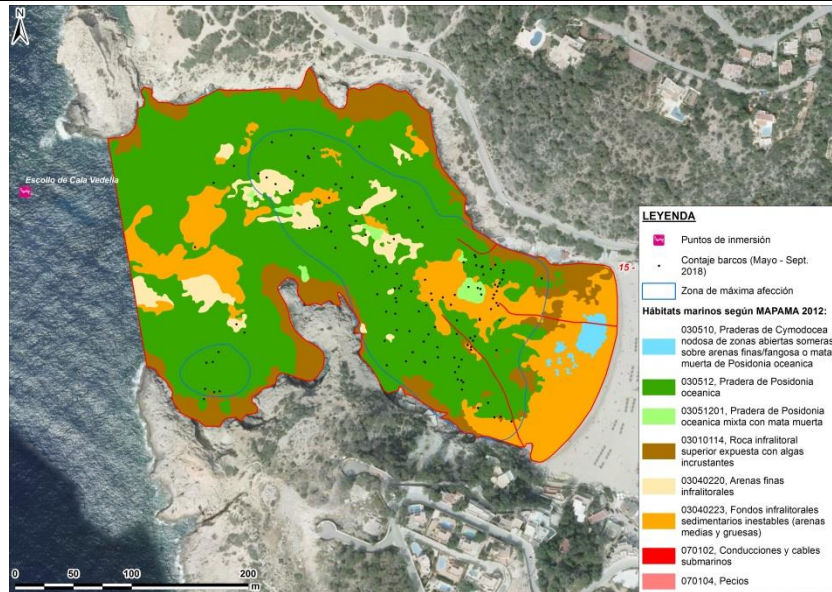 N
Escollo de Cala Vedella
15 -
LEYENDA
Puntos de inmersión
Contaje barcos (Mayo - Sept.
2018)
Zona de máxima afección
Hábitats marinos según MAPAMA 2012:
030510, Praderas de Cymodocea
nodosa de zonas abiertas someras
sobre arenas finas/fangosa o mata
muerta de Posidonia oceanica
030512, Pradera de Posidonia
oceanica
03051201, Pradera de Posidonia
oceanica mixta con mata muerta
03010114, Roca infralitoral
superior expuesta con algas
incrustantes
03040220, Arenas finas
infralitorales
03040223, Fondos infralitorales
sedimentarios inestables (arenas
medias y gruesas)
070102, Conducciones y cables
submarinos
070104, Pecios
0 50 100 200
m